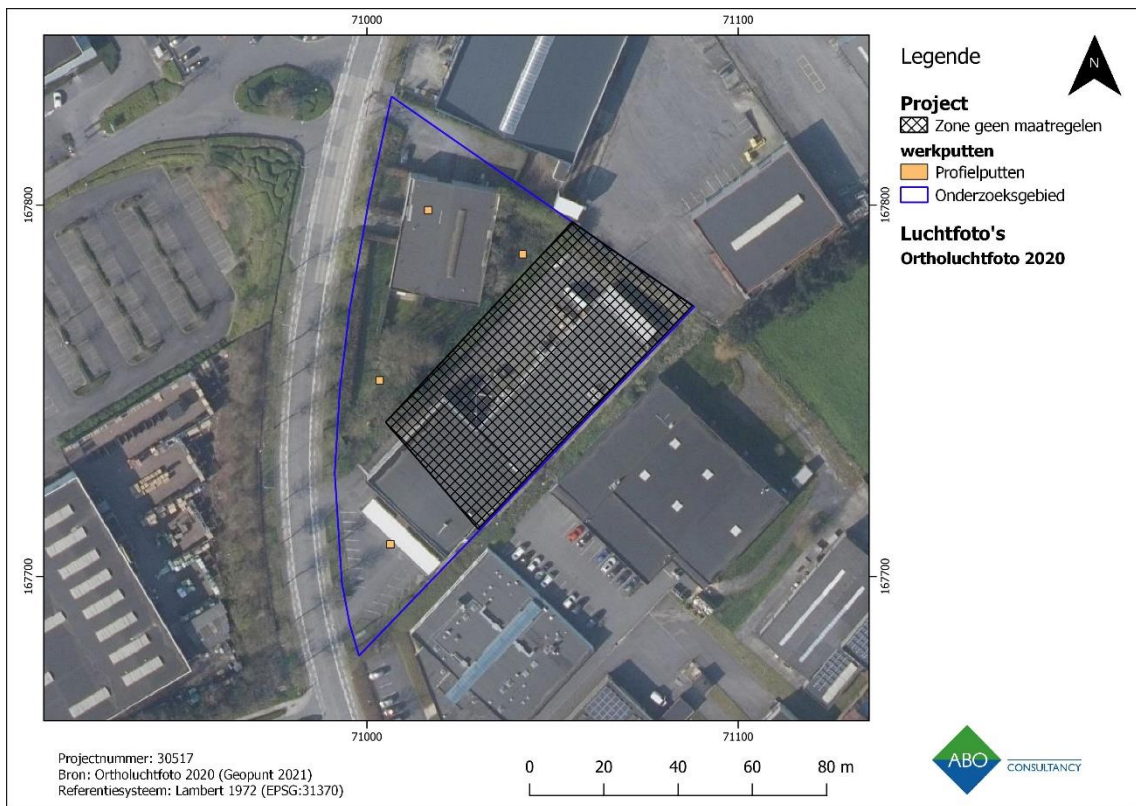 71000
71100
167800
167700
167800
167700
71000
71100
Legende
N
Project
Zone geen maatregelen
werkputten
Profielputten
Onderzoeksgebied
Luchtfoto's
Ortholuchtfoto 2020
Projectnummer: 30517
Bron: Ortholuchtfoto 2020 (Geopunt 2021)
Referentiesysteem: Lambert 1972 (EPSG:31370)
0 20 40 60 80 m
ABO CONSULTANCY